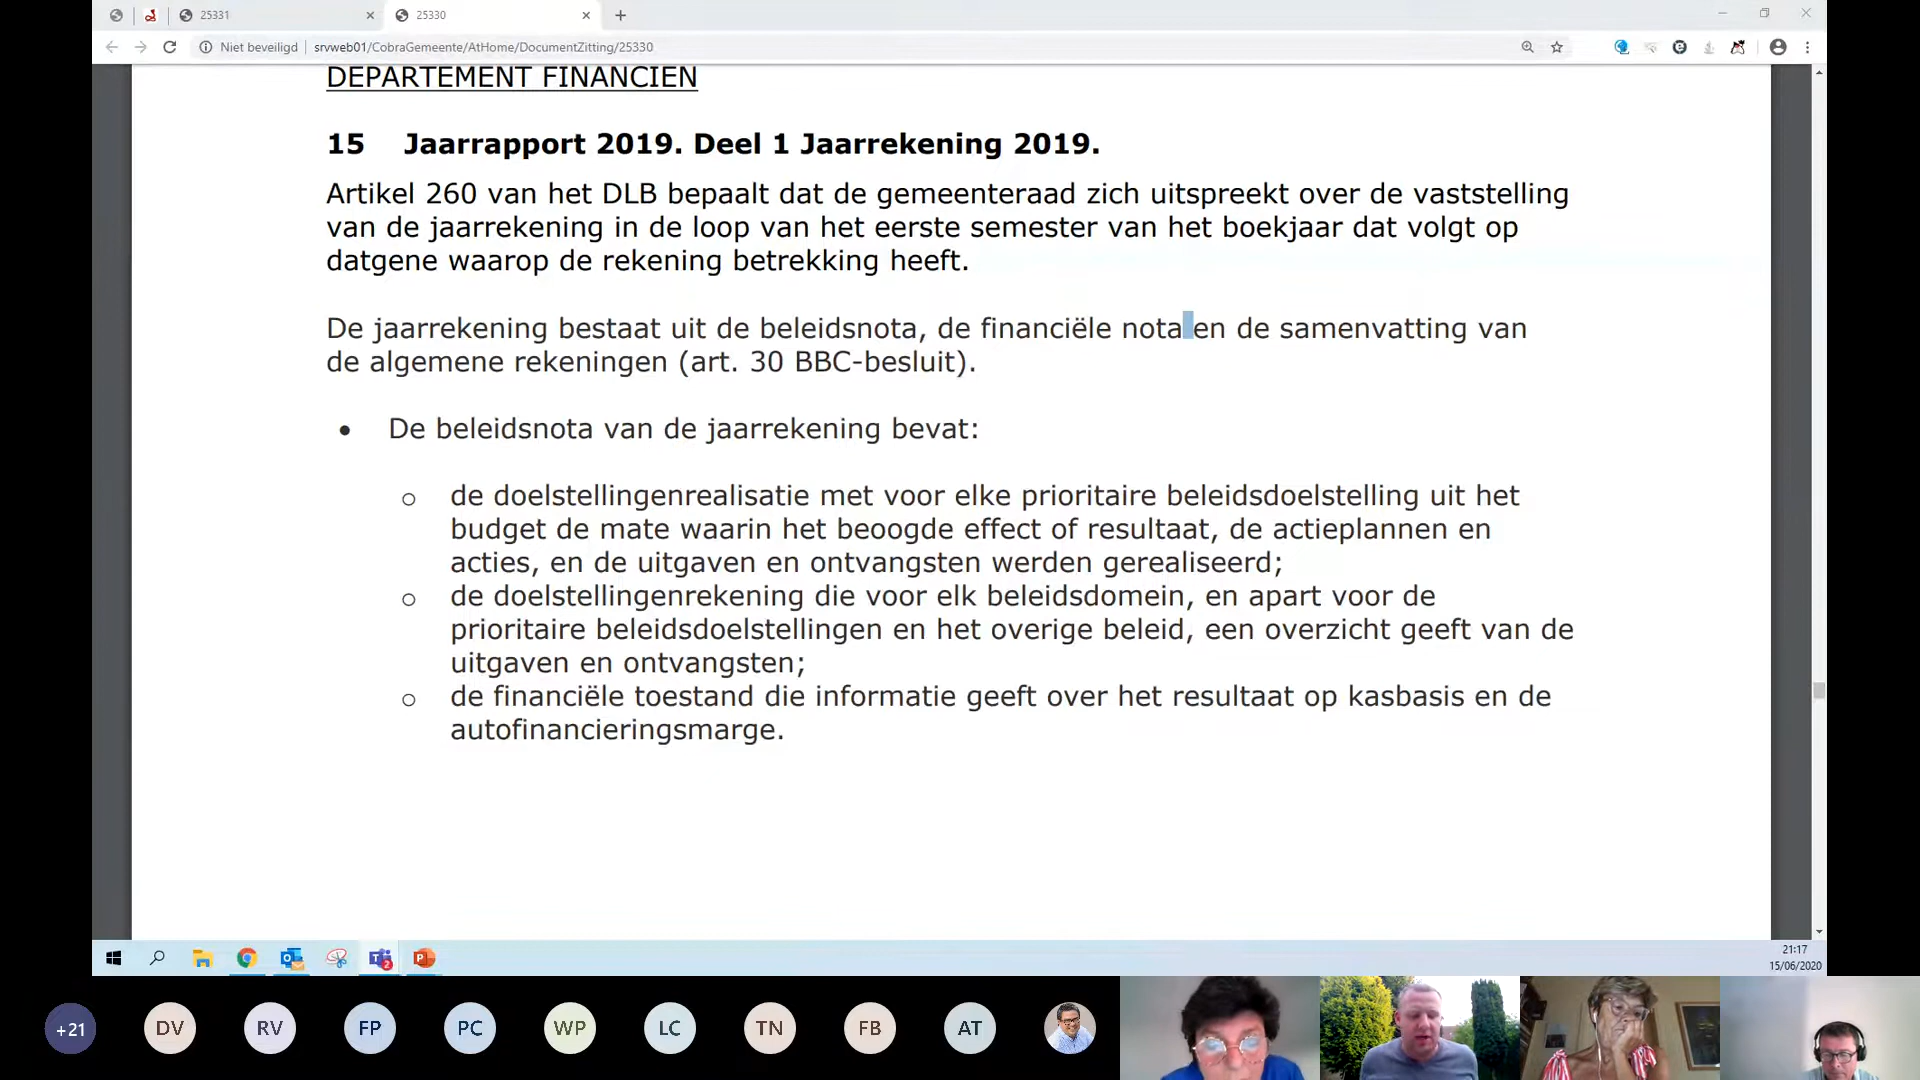 25331
25330
Niet beveiligd
srvweb01/CobraGemeente/AtHome/DocumentZitting/25330
DEPARTEMENT FINANCIEN
15 Jaarrapport 2019. Deel 1 Jaarrekening 2019.
Artikel 260 van het DLB bepaalt dat de gemeenteraad zich uitspreekt over de vaststelling
van de jaarrekening in de loop van het eerste semester van het boekjaar dat volgt op
datgene waarop de rekening betrekking heeft.
De jaarrekening bestaat uit de beleidsnota, de financiële nota en de samenvatting van
de algemene rekeningen (art. 30 BBC-besluit).
• De beleidsnota van de jaarrekening bevat:
o de doelstellingenrealisatie met voor elke prioritaire beleidsdoelstelling uit het
budget de mate waarin het beoogde effect of resultaat, de actieplannen en
acties, en de uitgaven en ontvangsten werden gerealiseerd;
o de doelstellingenrekening die voor elk beleidsdomein, en apart voor de
prioritaire beleidsdoelstellingen en het overige beleid, een overzicht geeft van de
uitgaven en ontvangsten;
o de financiële toestand die informatie geeft over het resultaat op kasbasis en de
autofinancieringsmarge.
21:17
15/06/2020
+21
DV
RV
FP
PC
WP
LC
TN
FB
AT